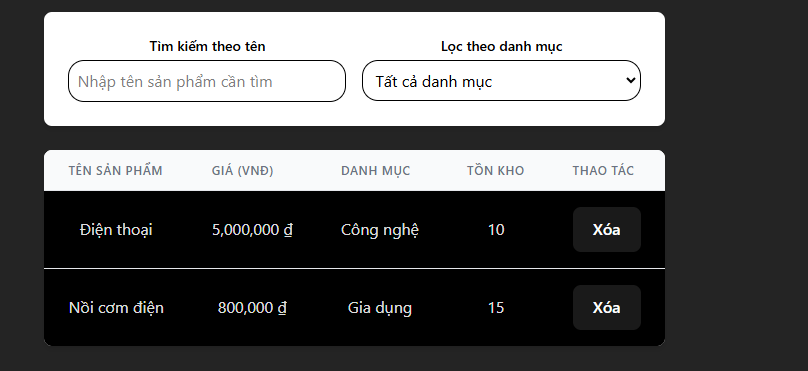 Tìm kiếm theo tên Lọc theo danh mục
Nhập tên sản phẩm cần tìm Tất cả danh mục
TÊN SẢN PHẨM GIÁ (VNĐ) DANH MỤC TỒN KHO THAO TÁC
Điện thoại 5,000,000 ₫ Công nghệ 10 Xóa
Nồi cơm điện 800,000 ₫ Gia dụng 15 Xóa